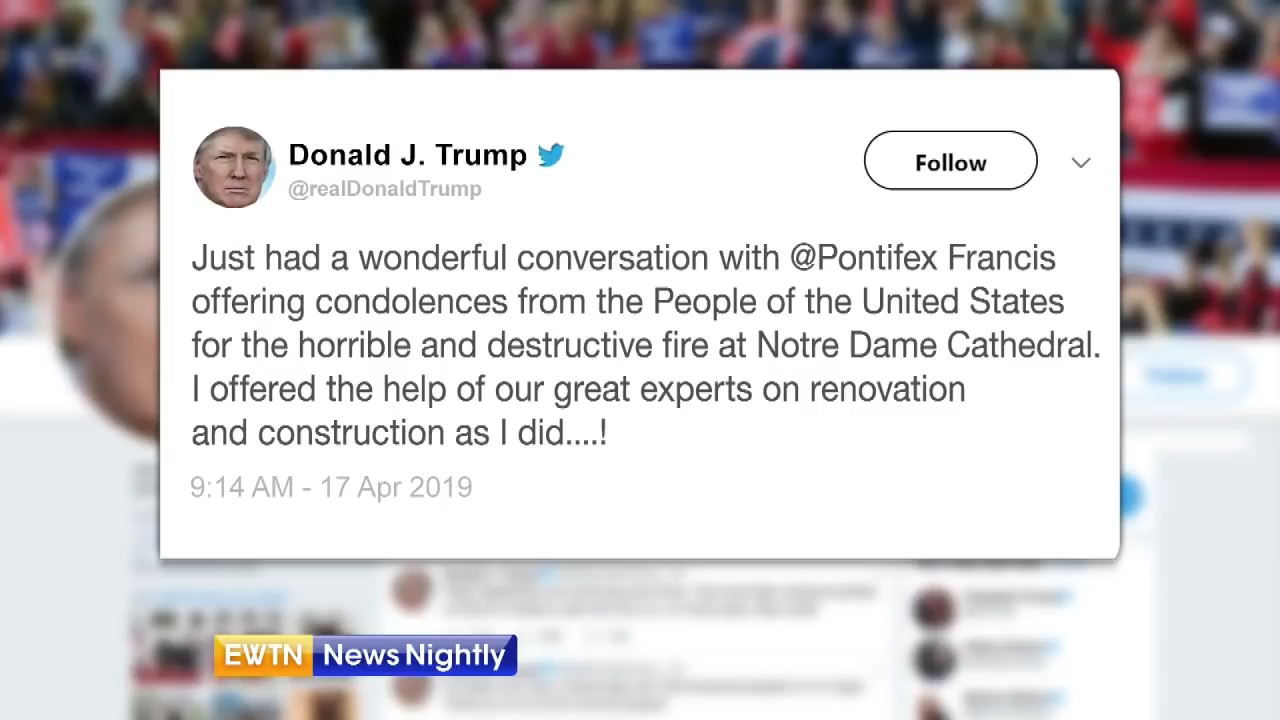 Donald J. Trump
@realDonaldTrump
Follow
Just had a wonderful conversation with @Pontifex Francis
offering condolences from the People of the United States
for the horrible and destructive fire at Notre Dame Cathedral.
I offered the help of our great experts on renovation
and construction as I did....!
9:14 AM - 17 Apr 2019
EWTN News Nightly